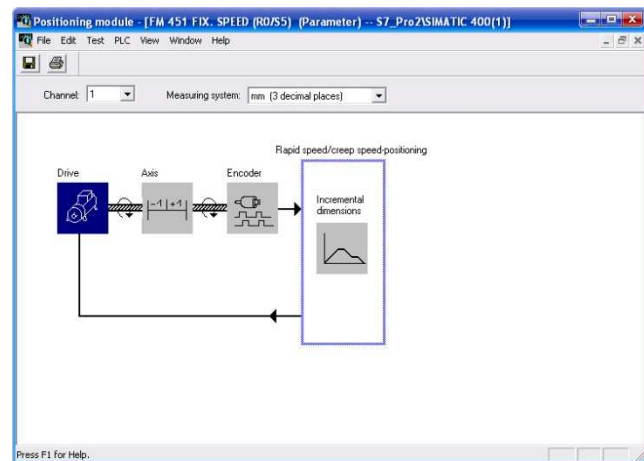 Positioning module - [FM 451 FIX. SPEED (R0/S5) (Parameter) -- S7_Pro2\SIMATIC 400(1)]
File Edit Test PLC View Window Help
Channel: 1 Measuring system: mm (3 decimal places)
Rapid speed/creep speed-positioning
Drive Axis Encoder
Incremental
dimensions
-1 +1
Press F1 for Help.